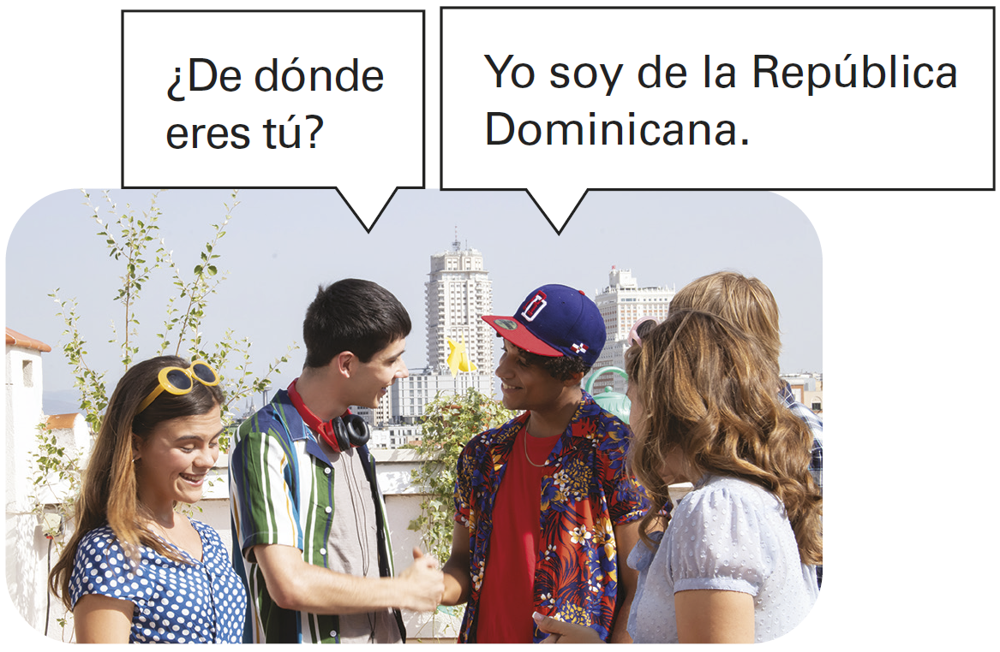 ¿De dónde
eres tú?
Yo soy de la República
Dominicana.